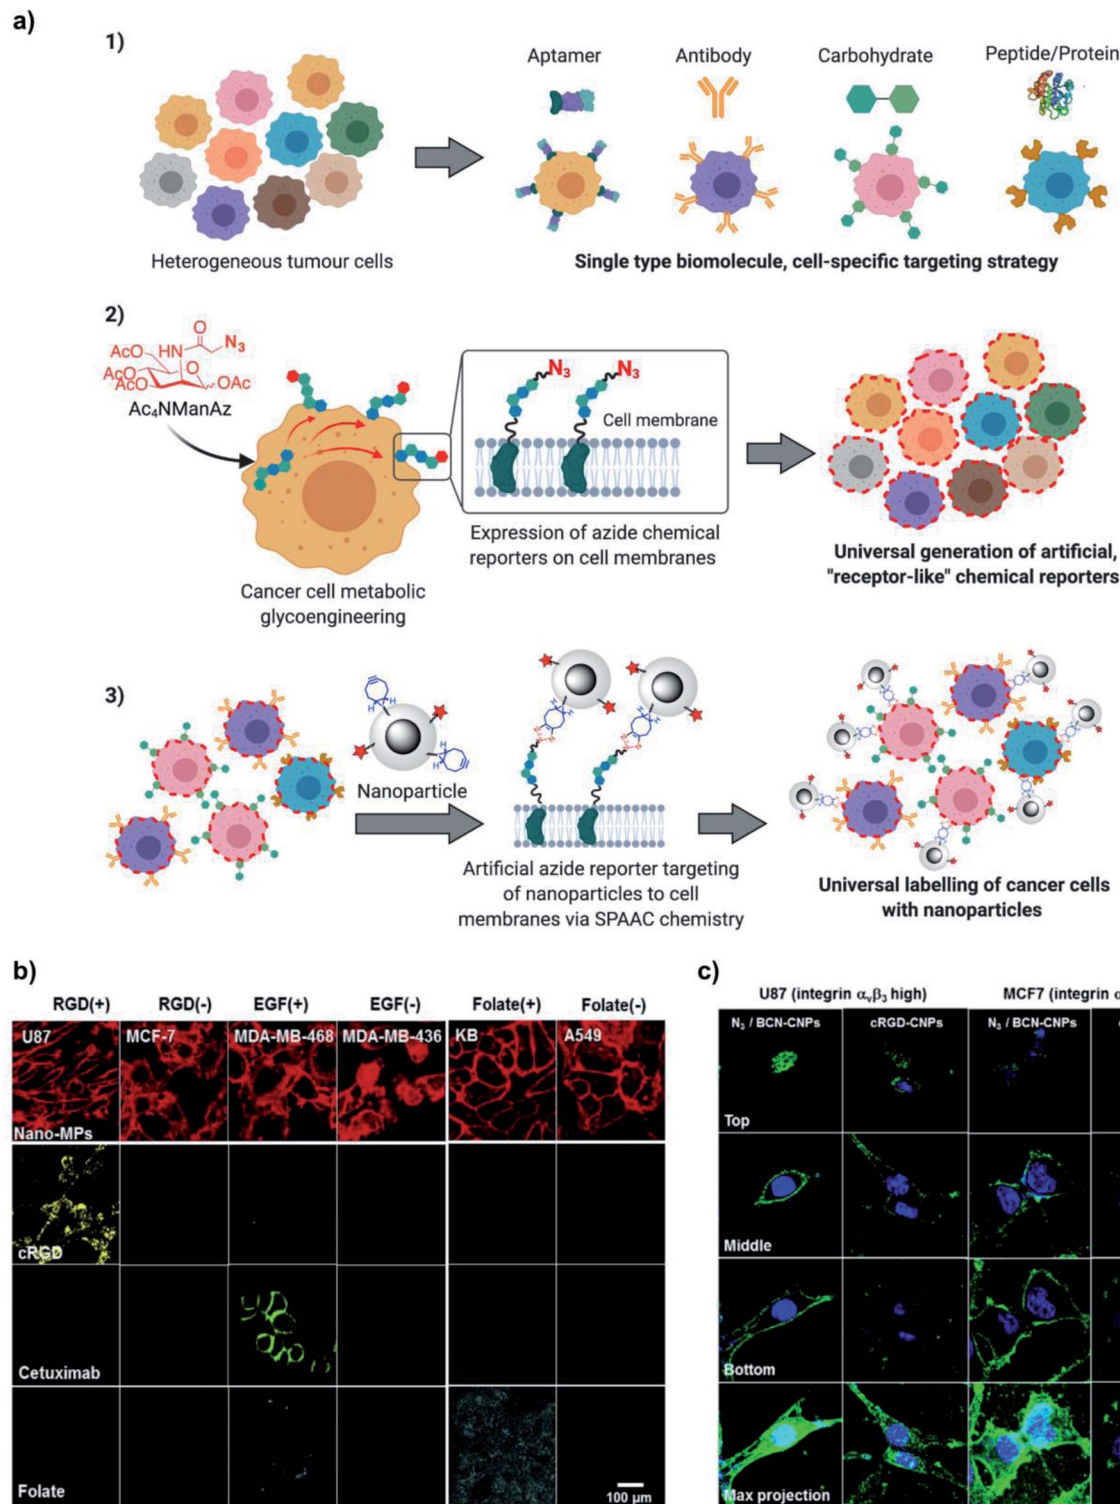 a)
1)
Aptamer
Antibody
Carbohydrate
Peptide/Protein
Heterogeneous tumour cells
Single type biomolecule, cell-specific targeting strategy
2)
O
HN
N₃
AcO
O
AcO
AcO
OAc
Ac₄NManAz
N₃
N₃
Cell membrane
Expression of azide chemical
reporters on cell membranes
Cancer cell metabolic
glycoengineering
Universal generation of artificial,
"receptor-like" chemical reporters
3)
H
H
H
H
Nanoparticle
Artificial azide reporter targeting
of nanoparticles to cell
membranes via SPAAC chemistry
Universal labelling of cancer cells
with nanoparticles
b)
RGD(+) RGD(-) EGF(+) EGF(-) Folate(+) Folate(-)
U87 MCF-7 MDA-MB-468 MDA-MB-436 KB A549
Nano-MPs
cRGD
Cetuximab
Folate
100 µm
c)
U87 (integrin αᵥβ₃ high) MCF7 (integrin α
N₃ / BCN-CNPs cRGD-CNPs N₃ / BCN-CNPs
Top
Middle
Bottom
Max projection